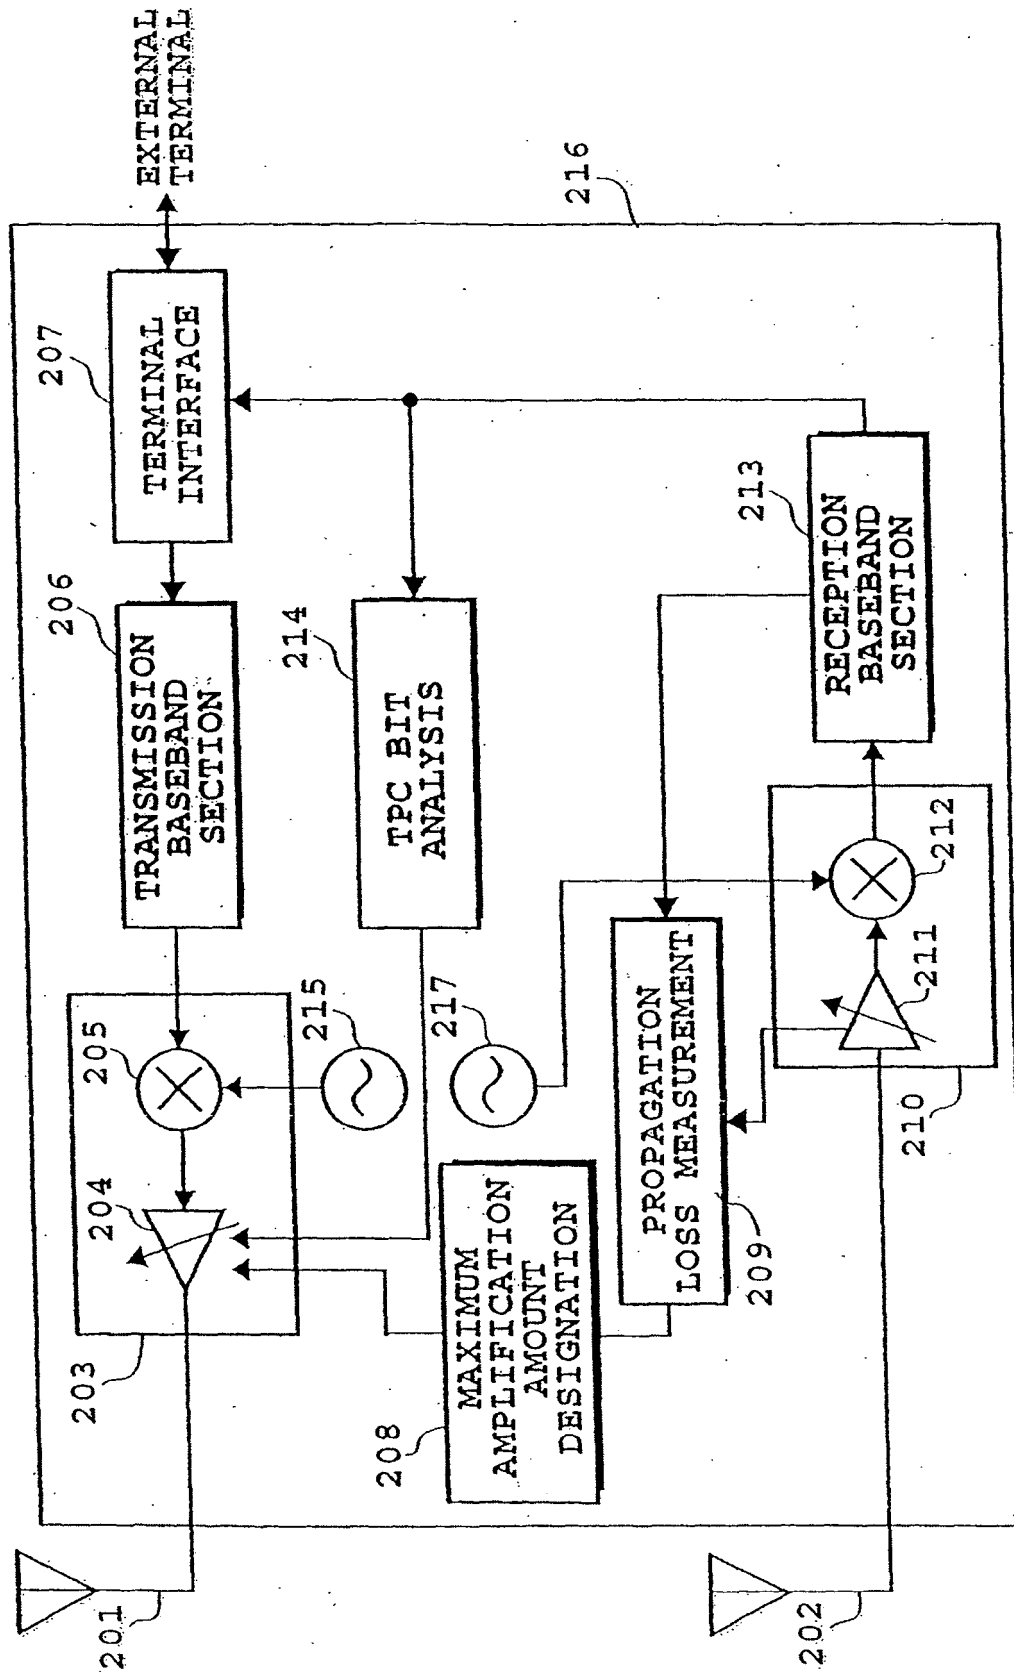 201
203
204
205
206
207
TRANSMISSION
BASEBAND
SECTION
TERMINAL
INTERFACE
EXTERNAL
TERMINAL
215
214
TPC BIT
ANALYSIS
208
MAXIMUM
AMPLIFICATION
AMOUNT
DESIGNATION
217
216
209
PROPAGATION
LOSS MEASUREMENT
213
RECEPTION
BASEBAND
SECTION
202
210
211
212